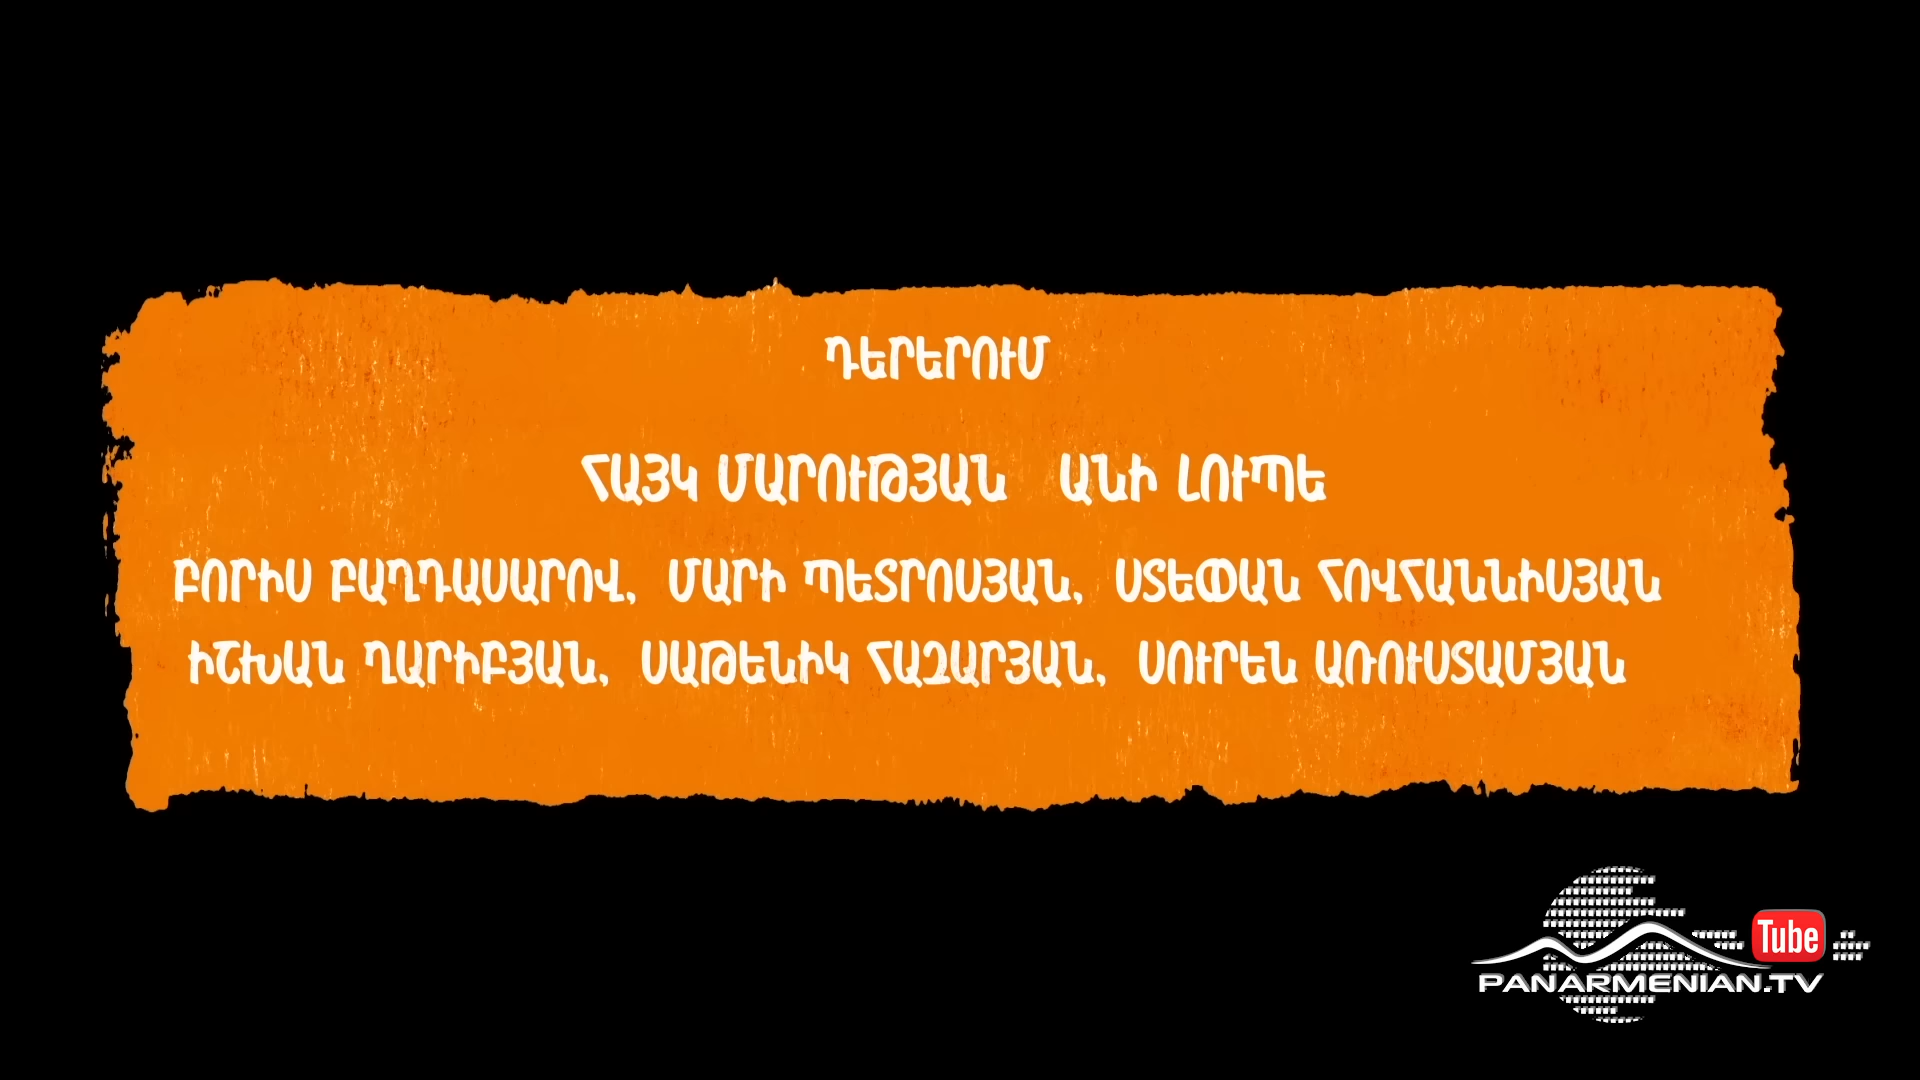 ԴԵՐԵՐՈՒՄ
ՀԱՅԿ ՄԱՐՈՒԹՅԱՆ ԱՆԻ ԼՈՒՊԵ
ԲՈՐԻՍ ԲԱՂԴԱՍԱՐՈՎ, ՄԱՐԻ ՊԵՏՐՈՍՅԱՆ, ՍՏԵՓԱՆ ՀՈՎՀԱՆՆԻՍՅԱՆ
ԻՇԽԱՆ ՂԱՐԻԲՅԱՆ, ՍԱԹԵՆԻԿ ՀԱԶԱՐՅԱՆ, ՍՈՒՐԵՆ ԱՌՈՒՍՏԱՄՅԱՆ
Tube
PANARMENIAN.TV